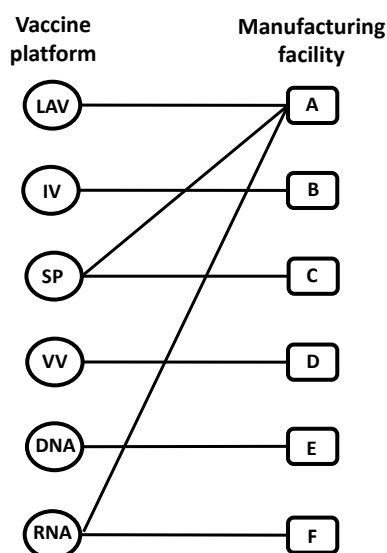 Vaccine
platform
Manufacturing
facility
LAV
A
IV
B
SP
C
VV
D
DNA
E
RNA
F